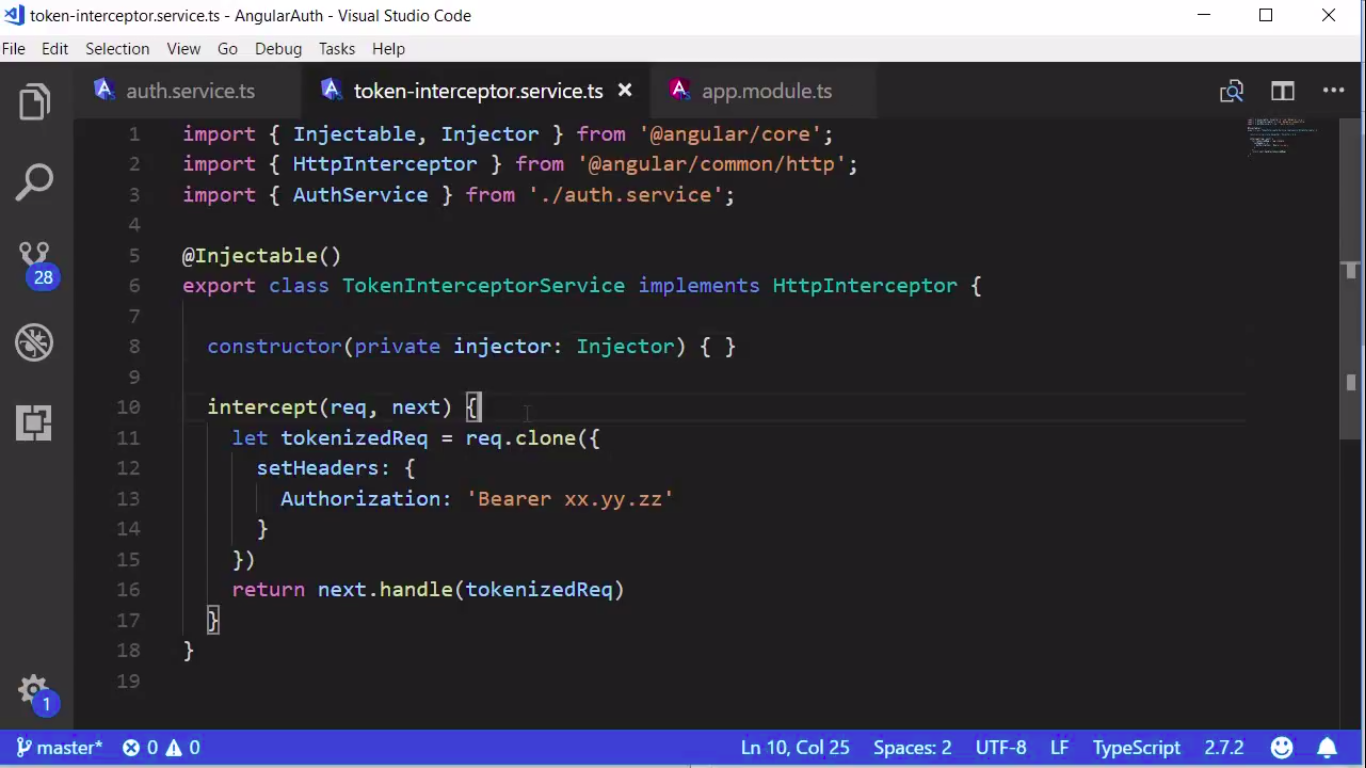 token-interceptor.service.ts - AngularAuth - Visual Studio Code
File Edit Selection View Go Debug Tasks Help
auth.service.ts token-interceptor.service.ts app.module.ts
1 import { Injectable, Injector } from '@angular/core';
2 import { HttpInterceptor } from '@angular/common/http';
3 import { AuthService } from './auth.service';
4
5 @Injectable()
6 export class TokenInterceptorService implements HttpInterceptor {
7
8 constructor(private injector: Injector) { }
9
10 intercept(req, next) {
11 let tokenizedReq = req.clone({
12 setHeaders: {
13 Authorization: 'Bearer xx.yy.zz'
14 }
15 })
16 return next.handle(tokenizedReq)
17 }
18 }
19
28
1
master* 0 0 Ln 10, Col 25 Spaces: 2 UTF-8 LF TypeScript 2.7.2